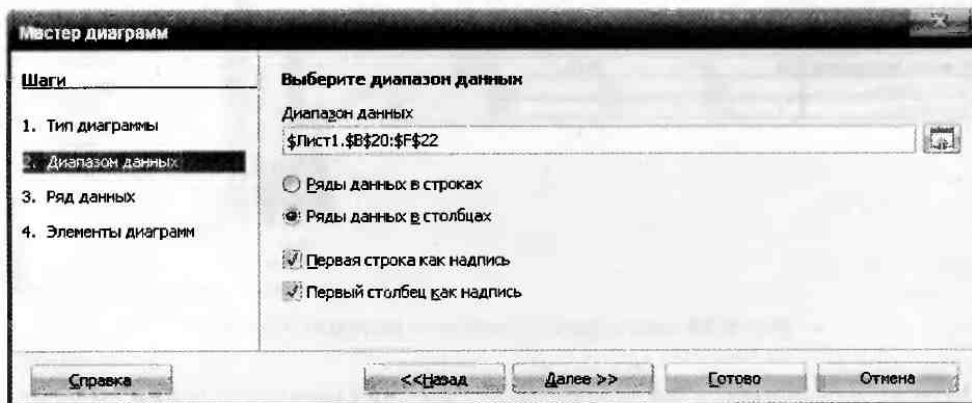 Мастер диаграмм
Шаги
1. Тип диаграммы
2. Диапазон данных
3. Ряд данных
4. Элементы диаграмм
Выберите диапазон данных
Диапазон данных
$Лист1.$B$20:$F$22
Ряды данных в строках
Ряды данных в столбцах
Первая строка как надпись
Первый столбец как надпись
Справка
<<Назад
Далее >>
Готово
Отмена